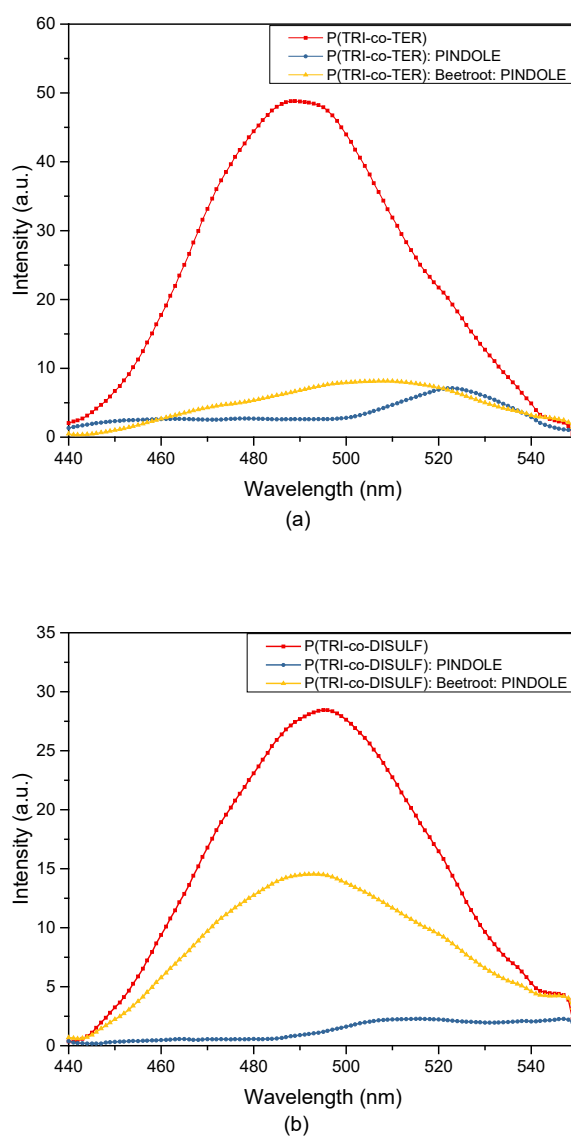 60
50
40
30
20
10
0
Intensity (a.u.)
P(TRI-co-TER)
P(TRI-co-TER): PINDOLE
P(TRI-co-TER): Beetroot: PINDOLE
440 460 480 500 520 540
Wavelength (nm)
(a)
35
30
25
20
15
10
5
0
Intensity (a.u.)
P(TRI-co-DISULF)
P(TRI-co-DISULF): PINDOLE
P(TRI-co-DISULF): Beetroot: PINDOLE
440 460 480 500 520 540
Wavelength (nm)
(b)